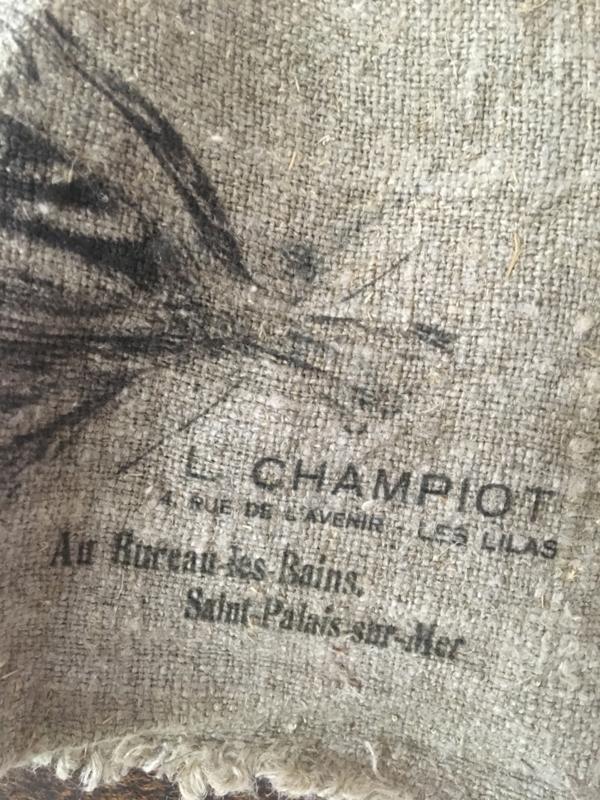 L. CHAMPIOT
4, RUE DE L'AVENIR - LES LILAS
Au Bureau-les-Bains,
Saint-Palais-sur-Mer